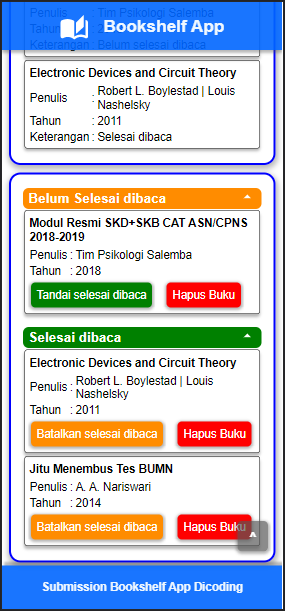 Bookshelf App
Penulis : Tim Psikologi Salemba
Tahun : 2
Keterangan : Belum selesai dibaca
Electronic Devices and Circuit Theory
Penulis : Robert L. Boylestad | Louis
Nashelsky
Tahun : 2011
Keterangan : Selesai dibaca
Belum Selesai dibaca
Modul Resmi SKD+SKB CAT ASN/CPNS
2018-2019
Penulis : Tim Psikologi Salemba
Tahun : 2018
Tandai selesai dibaca Hapus Buku
Selesai dibaca
Electronic Devices and Circuit Theory
Penulis : Robert L. Boylestad | Louis
Nashelsky
Tahun : 2011
Batalkan selesai dibaca Hapus Buku
Jitu Menembus Tes BUMN
Penulis : A. A. Nariswari
Tahun : 2014
Batalkan selesai dibaca Hapus Buku
Submission Bookshelf App Dicoding